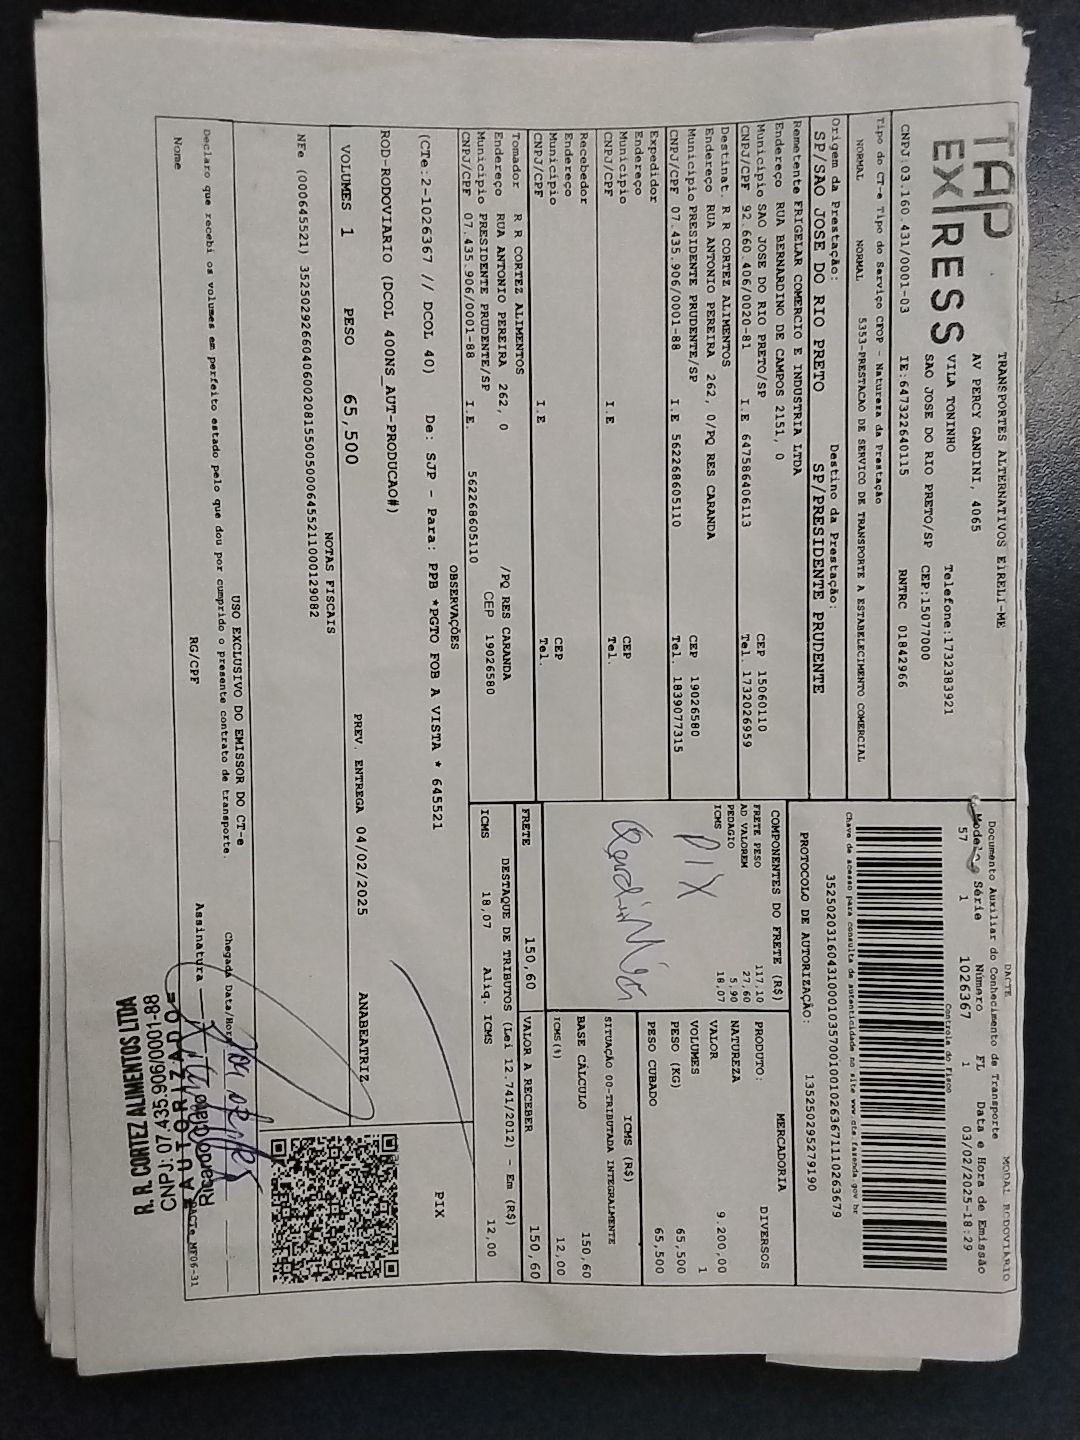 TAP EXPRESS
TRANSPORTES ALTERNATIVOS EIRELI-ME
AV PERCY GANDINI, 4065
VILA TONINHO Telefone:1732383921
SAO JOSE DO RIO PRETO/SP CEP:15077000
CNPJ:03.160.431/0001-03 IE:647322640115 RNTRC 01842966
DACTE MODAL RODOVIÁRIO
Documento Auxiliar do Conhecimento de Transporte
Modelo Série Número FL Data e Hora de Emissão
57 1 1026367 1 03/02/2025-18:29
Controle do Fisco
Chave de acesso para consulta de autenticidade no site www.cte.fazenda.gov.br
35250203160431000103570010010263671110263679
PROTOCOLO DE AUTORIZAÇÃO: 135250295279190
Tipo do CT-e Tipo do Serviço CFOP - Natureza da Prestação
NORMAL NORMAL 5353-PRESTACAO DE SERVICO DE TRANSPORTE A ESTABELECIMENTO COMERCIAL
Origem da Prestação: Destino da Prestação:
SP/SAO JOSE DO RIO PRETO SP/PRESIDENTE PRUDENTE
Remetente FRIGELAR COMERCIO E INDUSTRIA LTDA
Endereço RUA BERNARDINO DE CAMPOS 2151, 0
Município SAO JOSE DO RIO PRETO/SP CEP 15060110
CNPJ/CPF 92.660.406/0020-81 I.E 647586406113 Tel. 1732026959
Destinat R R CORTEZ ALIMENTOS
Endereço RUA ANTONIO PEREIRA 262, 0/PQ RES CARANDA
Município PRESIDENTE PRUDENTE/SP CEP 19026580
CNPJ/CPF 07.435.906/0001-88 I.E 562268605110 Tel. 1839077315
Expedidor
Endereço
Município CEP
CNPJ/CPF I.E Tel.
Recebedor
Endereço
Município CEP
CNPJ/CPF I.E Tel.
Tomador R R CORTEZ ALIMENTOS
Endereço RUA ANTONIO PEREIRA 262, 0 /PQ RES CARANDA
Município PRESIDENTE PRUDENTE/SP CEP 19026580
CNPJ/CPF 07.435.906/0001-88 I.E. 562268605110
COMPONENTES DO FRETE (R$)
FRETE PESO 117,10
AD VALOREM 27,60
PEDAGIO 5,90
ICMS 18,07
PIX
MERCADORIA
PRODUTO: DIVERSOS
NATUREZA
VALOR 9.200,00
VOLUMES 1
PESO (KG) 65,500
PESO CUBADO 65,500
ICMS (R$)
SITUAÇÃO 00-TRIBUTADA INTEGRALMENTE
BASE CÁLCULO 150,60
ICMS(%) 12,00
FRETE 150,60 VALOR A RECEBER 150,60
DESTAQUE DE TRIBUTOS (Lei 12.741/2012) - Em (R$)
ICMS 18,07 Aliq. ICMS 12,00
OBSERVAÇÕES
(CTe:2-1026367 // DCOL 40) De: SJP - Para: PPB *PGTO FOB A VISTA * 645521
ROD-RODOVIARIO (DCOL 400NS_AUT-PRODUCAO#)
PIX
VOLUMES 1 PESO 65,500 PREV. ENTREGA 04/02/2025 ANABEATRIZ
NOTAS FISCAIS
NFe (000645521) 35250292660406002081550050006455211000129082
USO EXCLUSIVO DO EMISSOR DO CT-e
Declaro que recebi os volumes em perfeito estado pelo que dou por cumprido o presente contrato de transporte.
Chegada Data/Hora
Nome RG/CPF Assinatura
DACTe_MF06-31
AUTORIZADO
R. R. CORTEZ ALIMENTOS LTDA
CNPJ: 07.435.906/0001-88